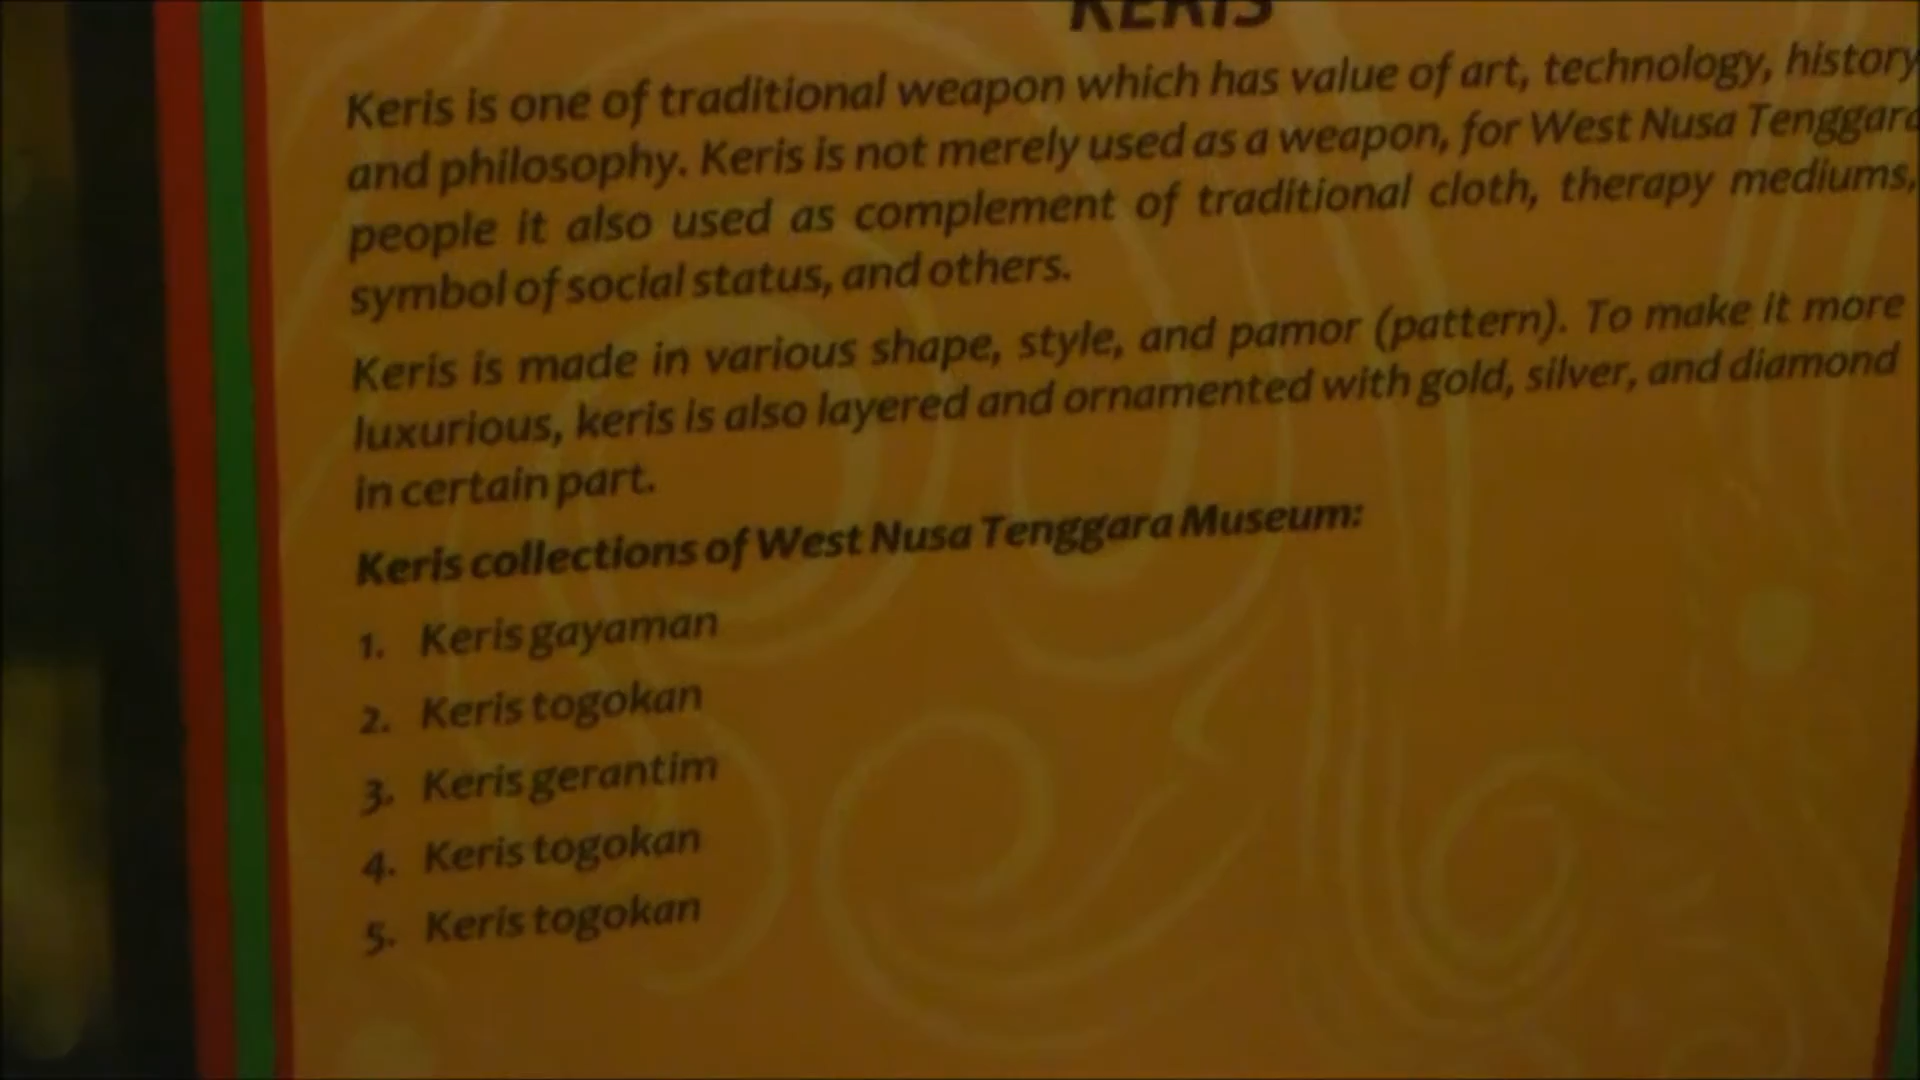 KERIS
Keris is one of traditional weapon which has value of art, technology, history
and philosophy. Keris is not merely used as a weapon, for West Nusa Tenggara
people it also used as complement of traditional cloth, therapy mediums,
symbol of social status, and others.
Keris is made in various shape, style, and pamor (pattern). To make it more
luxurious, keris is also layered and ornamented with gold, silver, and diamond
in certain part.
Keris collections of West Nusa Tenggara Museum:
1. Keris gayaman
2. Keris togokan
3. Keris gerantim
4. Keris togokan
5. Keris togokan